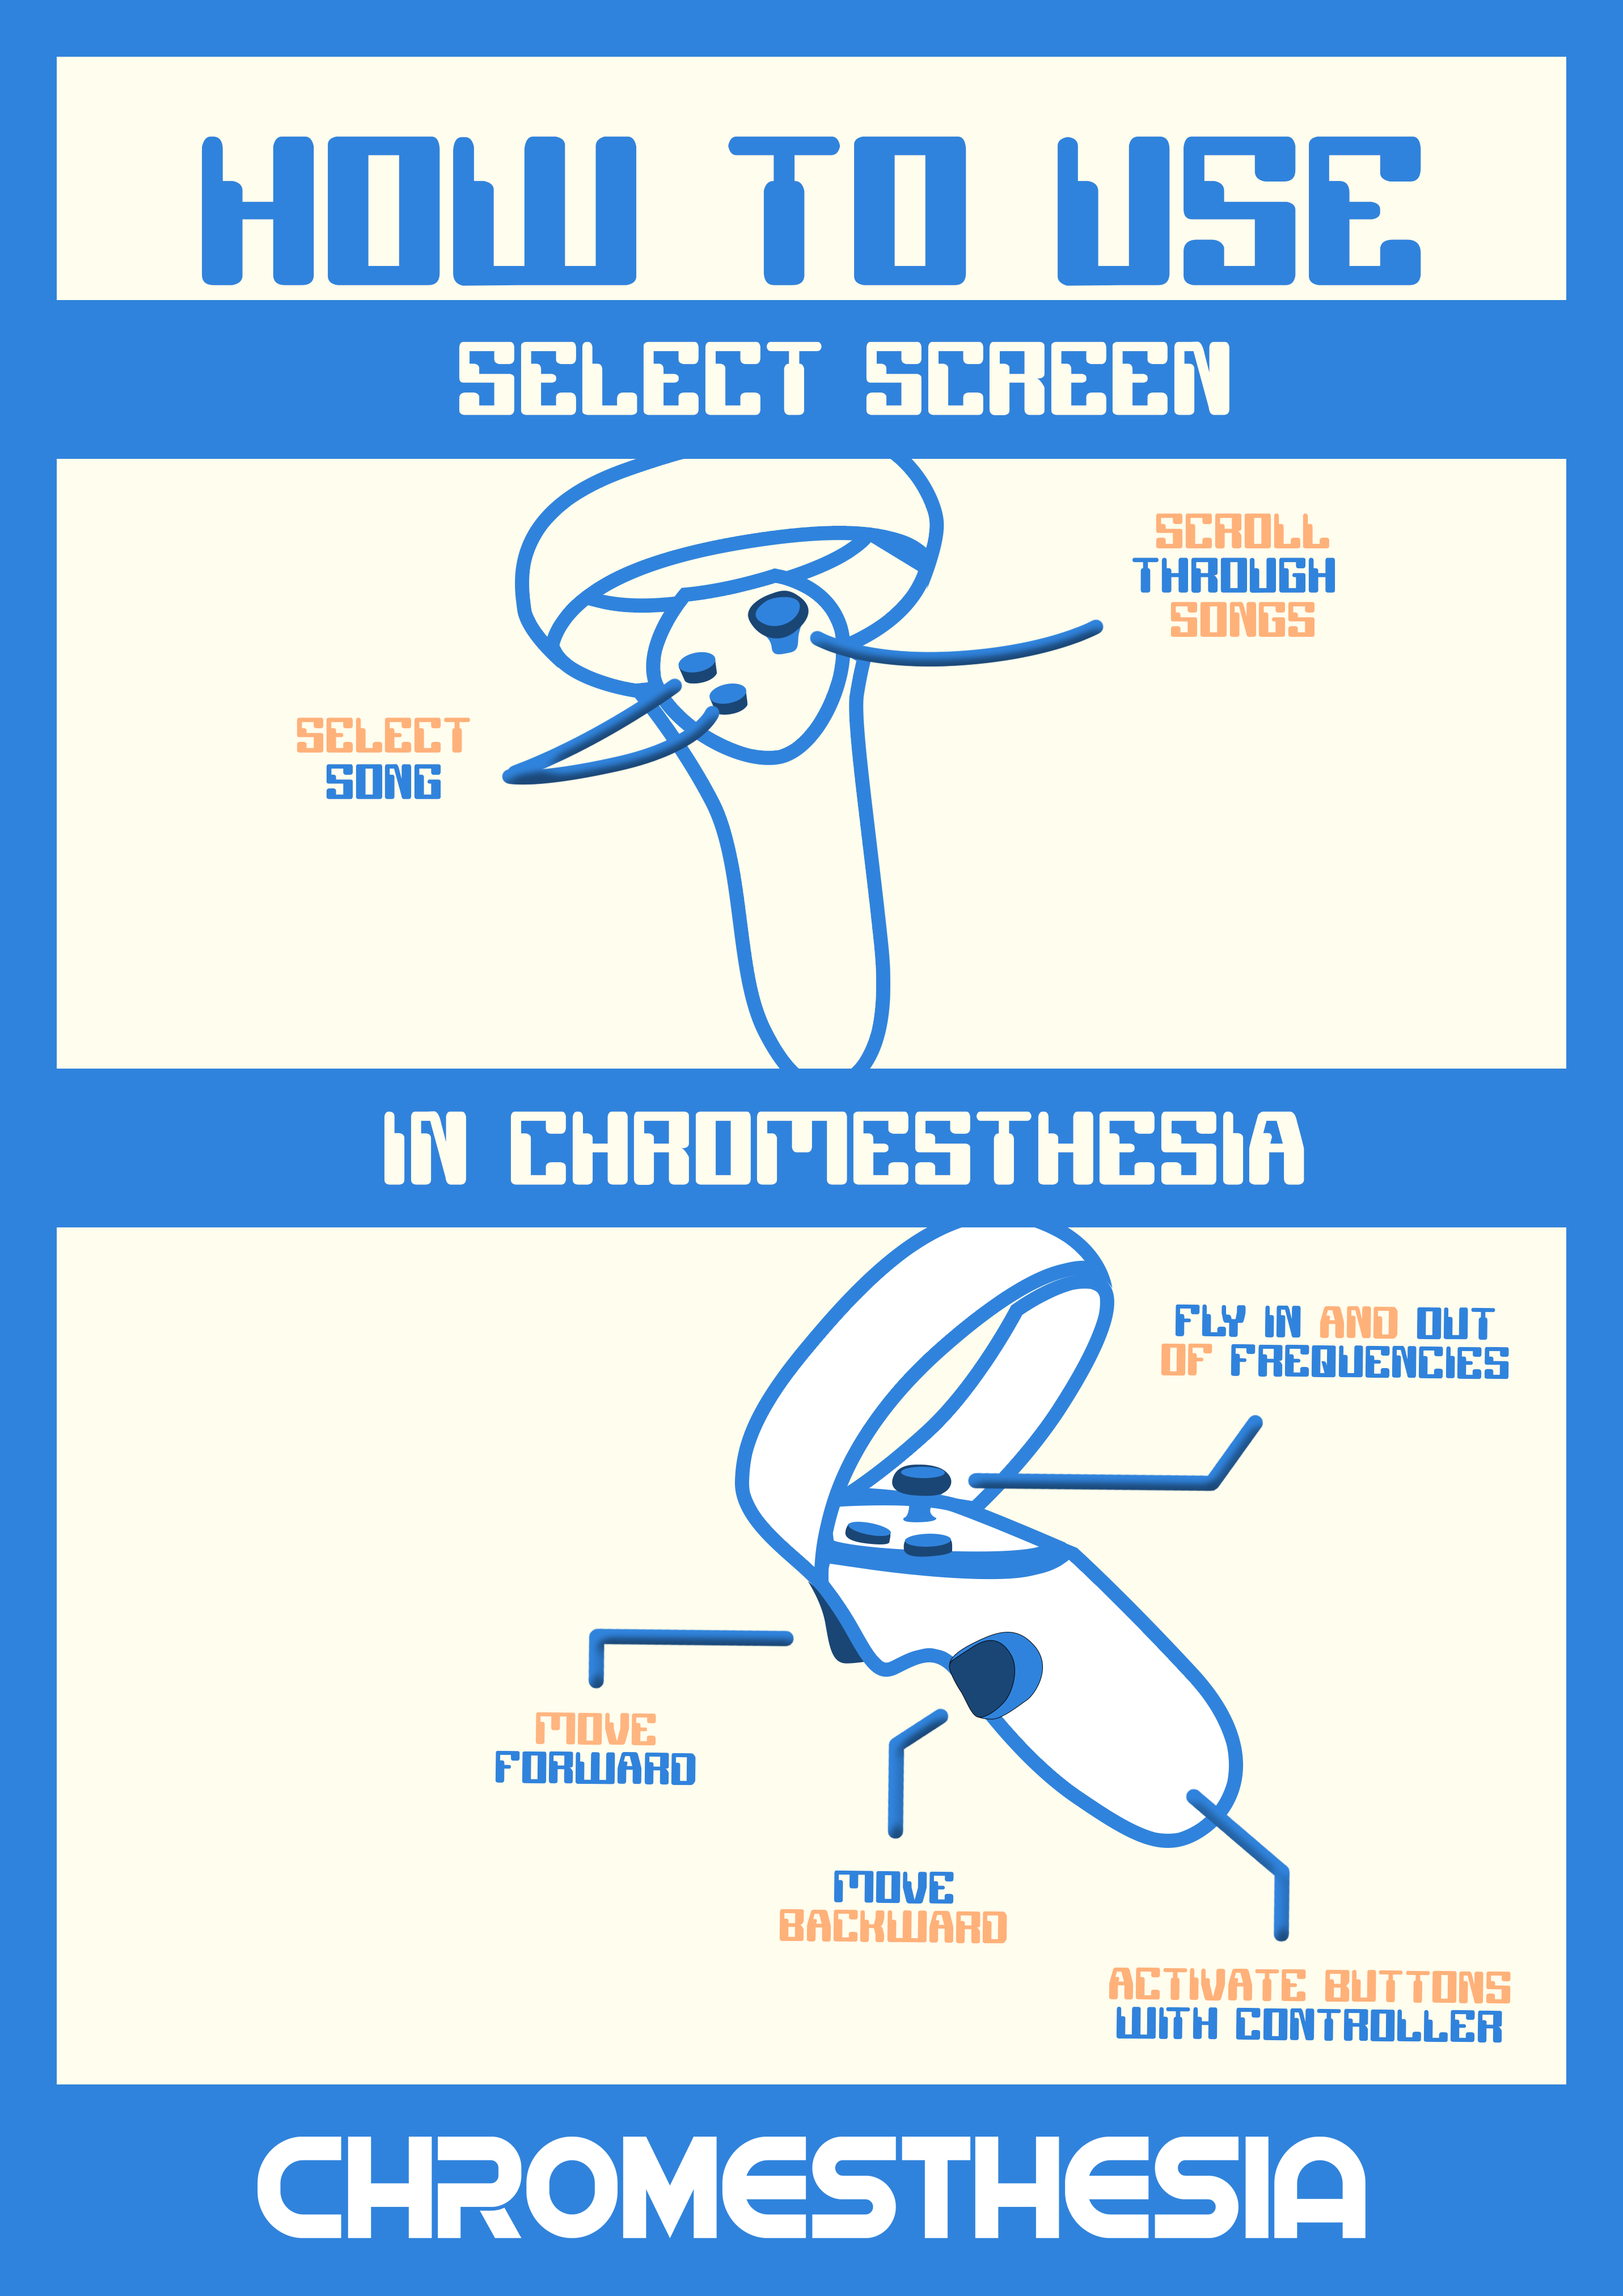 HOW TO USE
SELECT SCREEN
SCROLL
THROUGH
SONGS
SELECT
SONG
IN CHROMESTHESIA
FLY IN AND OUT
OF FREQUENCIES
MOVE
FORWARD
MOVE
BACKWARD
ACTIVATE BUTTONS
WITH CONTROLLER
CHROMESTHESIA